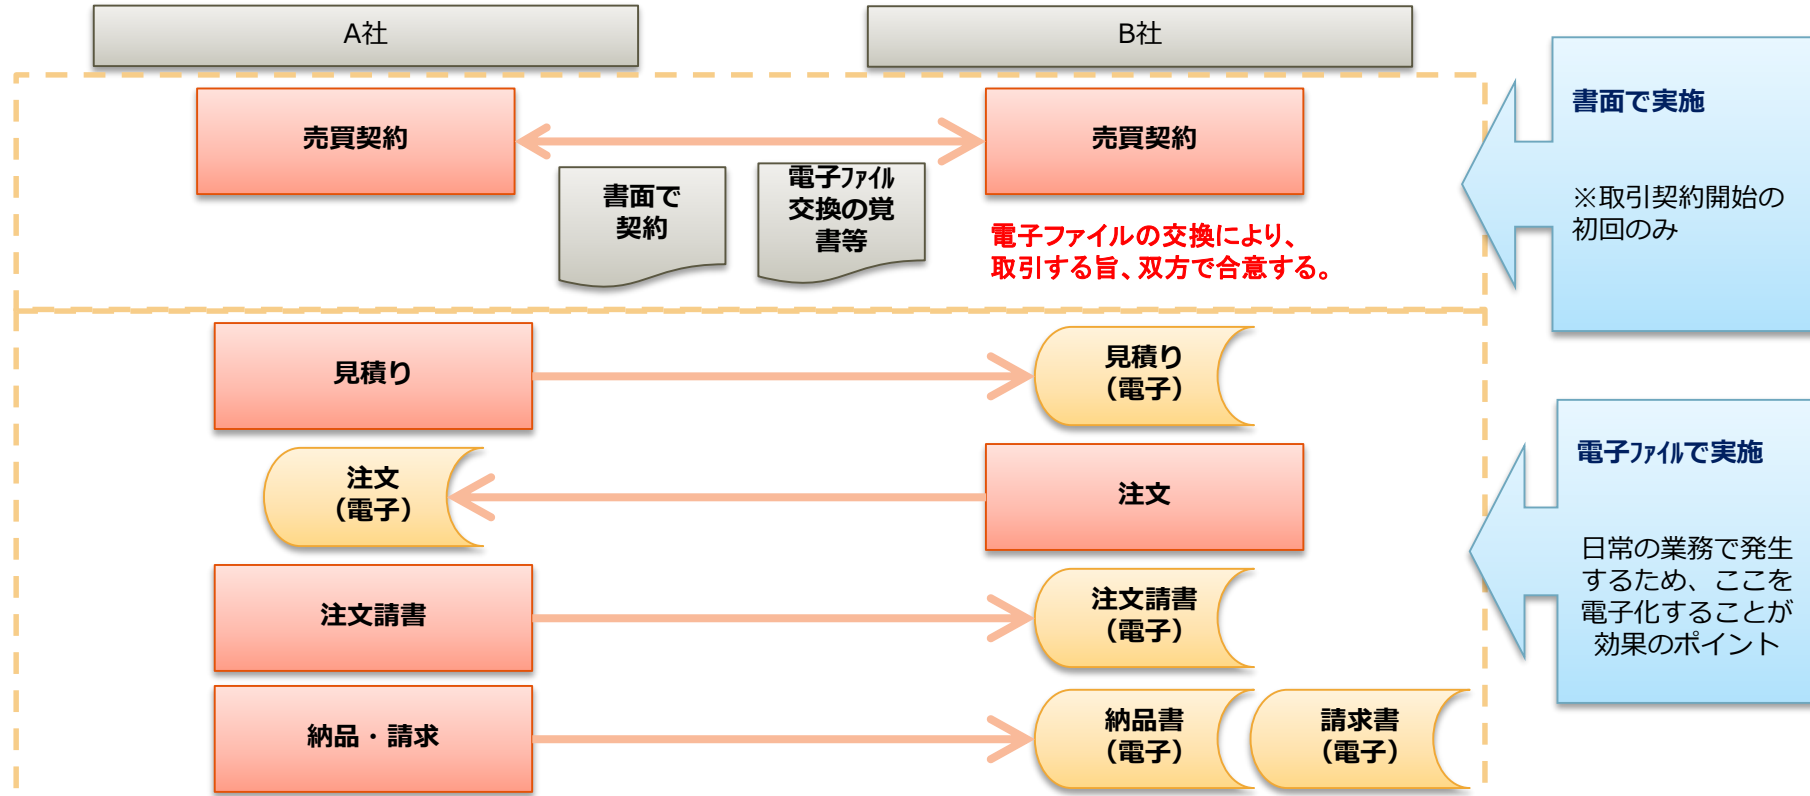 A社
B社
売買契約
売買契約
書面で
契約
電子ファイル
交換の覚
書等
電子ファイルの交換により、
取引する旨、双方で合意する。
書面で実施
※取引契約開始の
初回のみ
見積り
見積り
（電子）
注文
（電子）
注文
注文請書
注文請書
（電子）
納品・請求
納品書
（電子）
請求書
（電子）
電子ファイルで実施
日常の業務で発生
するため、ここを
電子化することが
効果のポイント